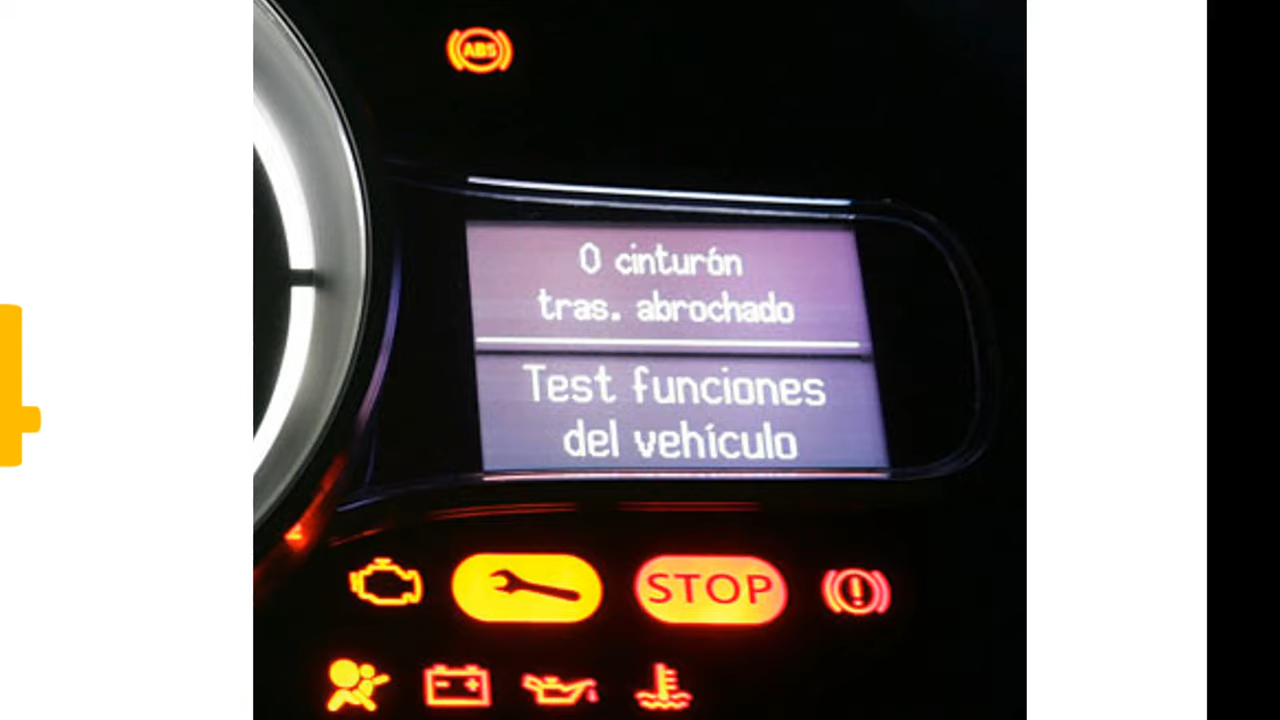 ABS
0 cinturón
tras. abrochado
Test funciones
del vehículo
STOP